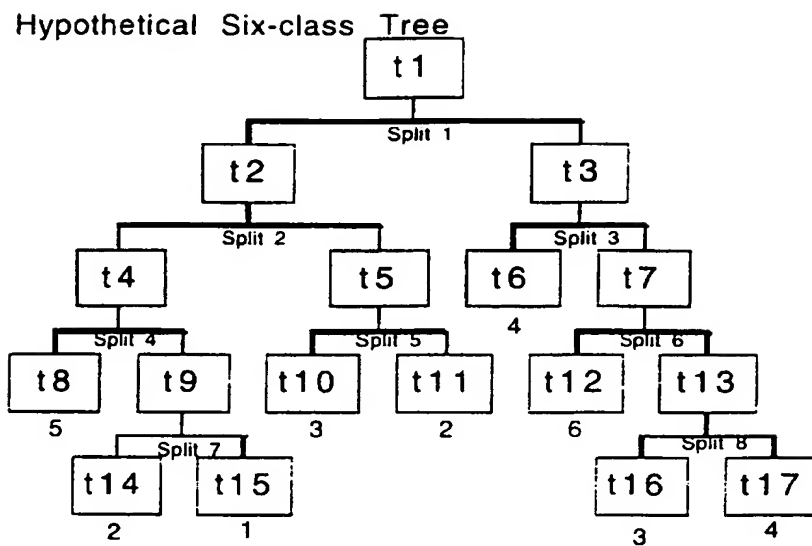 Hypothetical Six-class Tree
t1
Split 1
t2 t3
Split 2 Split 3
t4 t5 t6 t7
4
Split 4 Split 5 Split 6
t8 t9 t10 t11 t12 t13
5 3 2 6
Split 7 Split 8
t14 t15 t16 t17
2 1 3 4